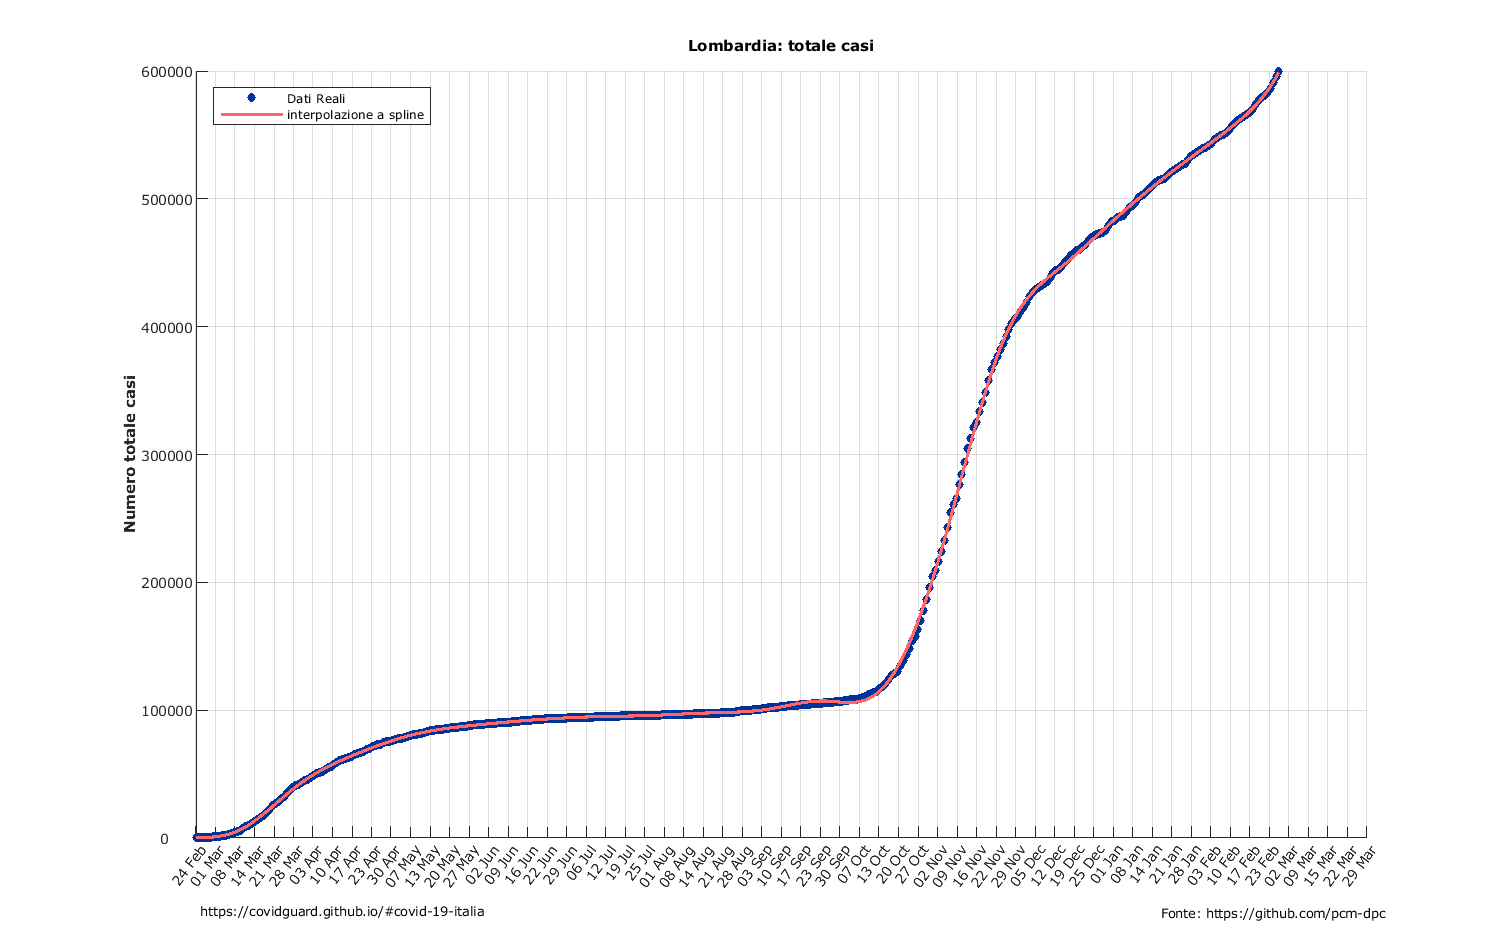 Lombardia: totale casi
600000
500000
400000
300000
200000
100000
0
Numero totale casi
Dati Reali
interpolazione a spline
24 Feb
01 Mar
08 Mar
14 Mar
21 Mar
28 Mar
03 Apr
10 Apr
17 Apr
23 Apr
30 Apr
07 May
13 May
20 May
27 May
02 Jun
09 Jun
16 Jun
22 Jun
29 Jun
06 Jul
12 Jul
19 Jul
25 Jul
01 Aug
08 Aug
14 Aug
21 Aug
28 Aug
03 Sep
10 Sep
17 Sep
23 Sep
30 Sep
07 Oct
13 Oct
20 Oct
27 Oct
02 Nov
09 Nov
16 Nov
22 Nov
29 Nov
05 Dec
12 Dec
19 Dec
25 Dec
01 Jan
08 Jan
14 Jan
21 Jan
28 Jan
03 Feb
10 Feb
17 Feb
23 Feb
02 Mar
09 Mar
15 Mar
22 Mar
29 Mar
https://covidguard.github.io/#covid-19-italia
Fonte: https://github.com/pcm-dpc